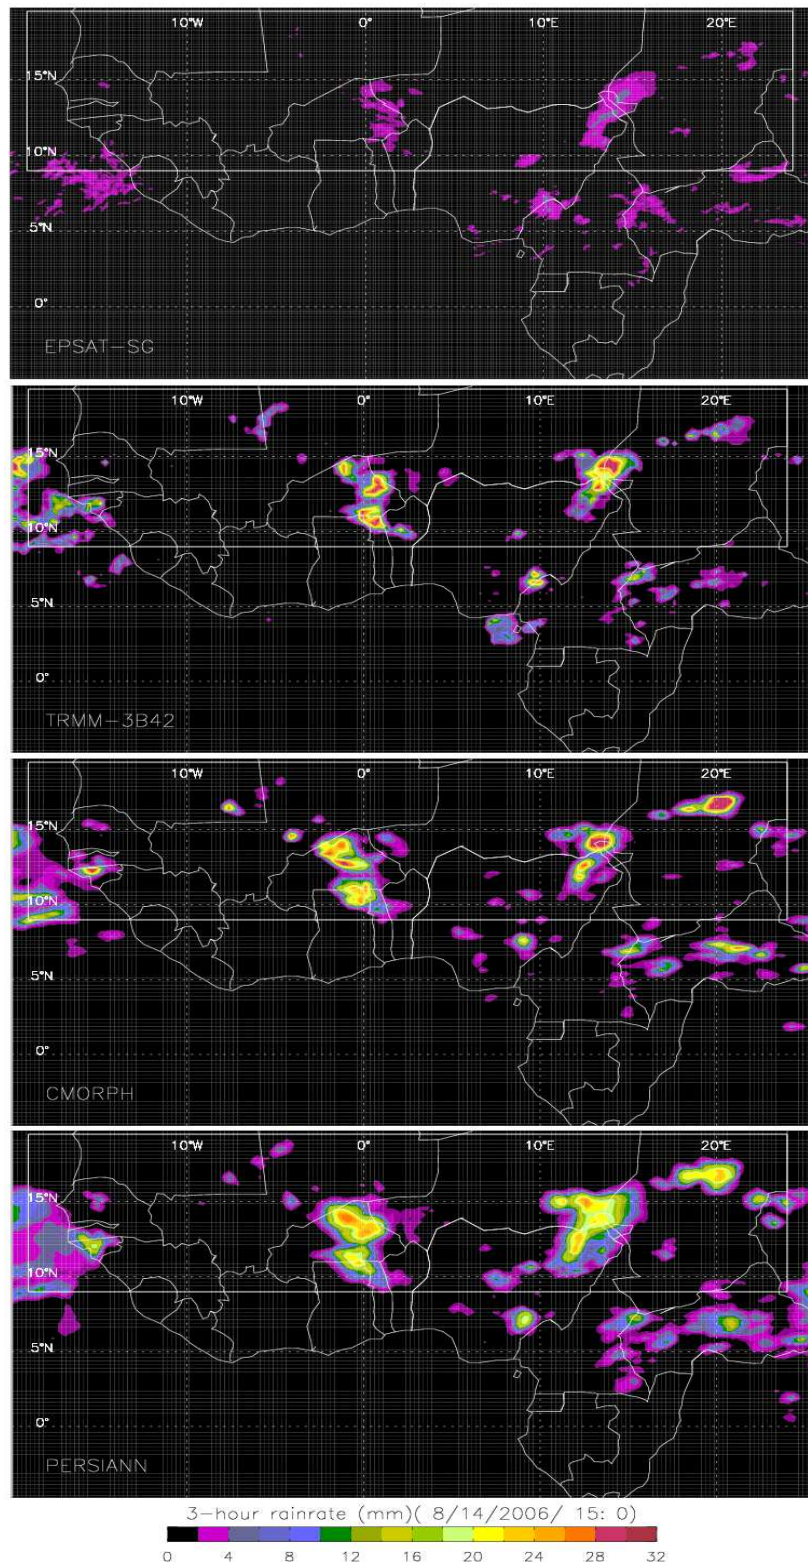 10°W 0° 10°E 20°E
15°N
10°N
5°N
0°
EPSAT-SG
10°W 0° 10°E 20°E
15°N
10°N
5°N
0°
TRMM-3B42
10°W 0° 10°E 20°E
15°N
10°N
5°N
0°
CMORPH
10°W 0° 10°E 20°E
15°N
10°N
5°N
0°
PERSIANN
3-hour rainrate (mm)( 8/14/2006/ 15: 0)
0 4 8 12 16 20 24 28 32